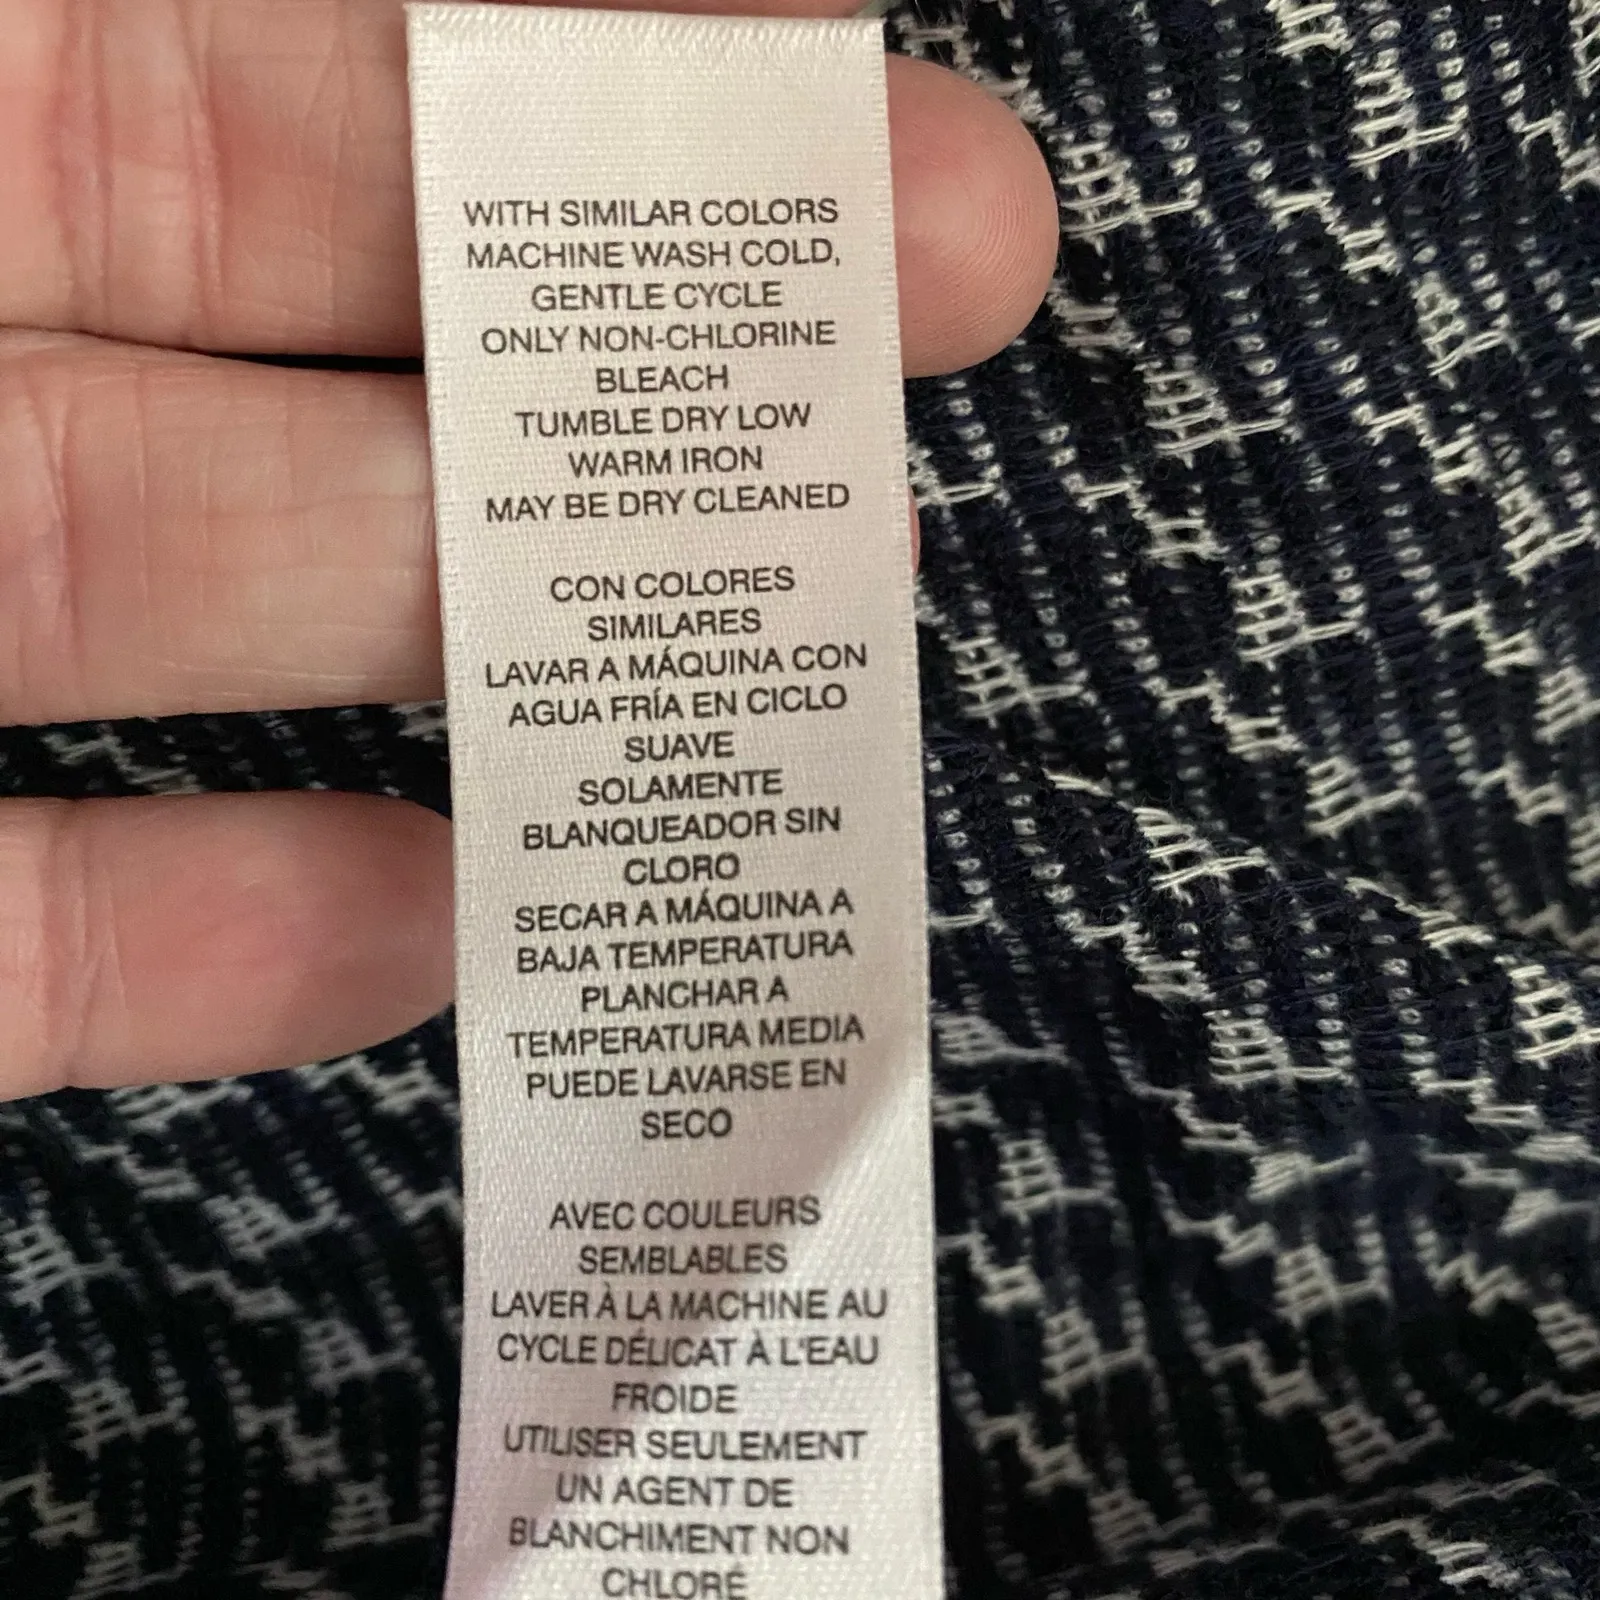 WITH SIMILAR COLORS
MACHINE WASH COLD,
GENTLE CYCLE
ONLY NON-CHLORINE
BLEACH
TUMBLE DRY LOW
WARM IRON
MAY BE DRY CLEANED
CON COLORES
SIMILARES
LAVAR A MÁQUINA CON
AGUA FRÍA EN CICLO
SUAVE
SOLAMENTE
BLANQUEADOR SIN
CLORO
SECAR A MÁQUINA A
BAJA TEMPERATURA
PLANCHAR A
TEMPERATURA MEDIA
PUEDE LAVARSE EN
SECO
AVEC COULEURS
SEMBLABLES
LAVER À LA MACHINE AU
CYCLE DÉLICAT À L'EAU
FROIDE
UTILISER SEULEMENT
UN AGENT DE
BLANCHIMENT NON
CHLORÉ